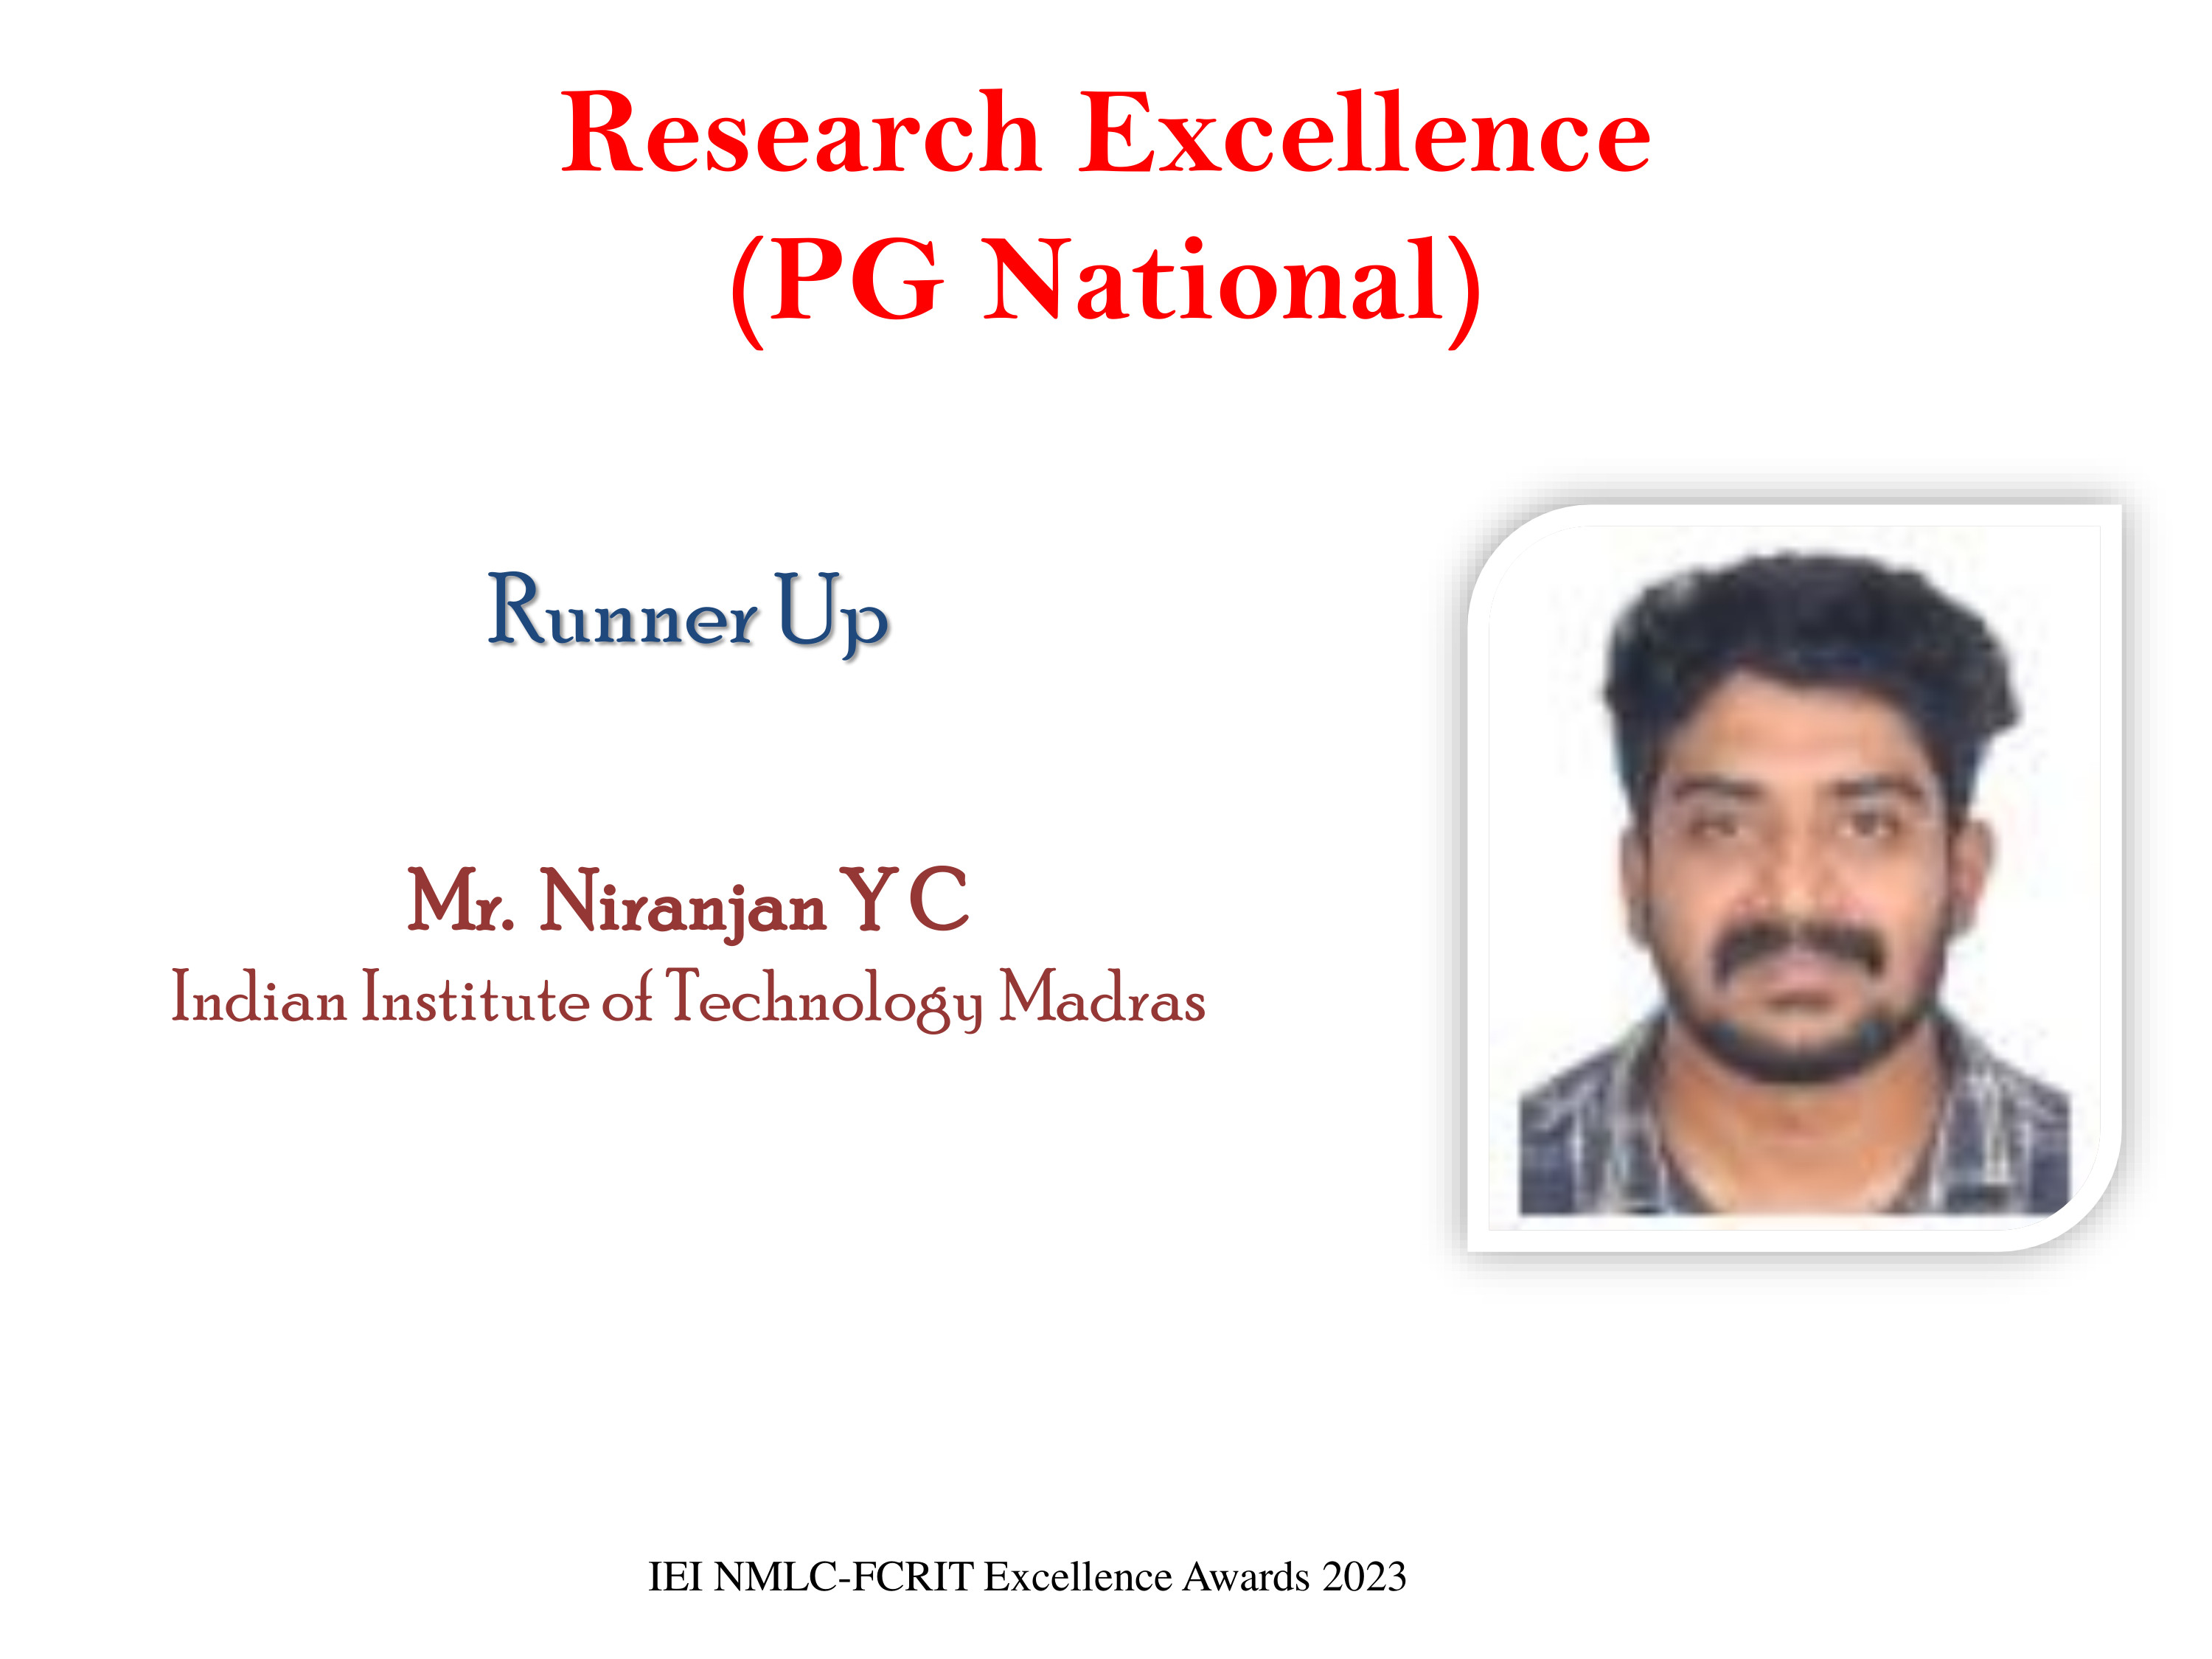 Research Excellence
(PG National)
Runner Up
Mr. Niranjan Y C
Indian Institute of Technology Madras
IEI NMLC-FCRIT Excellence Awards 2023